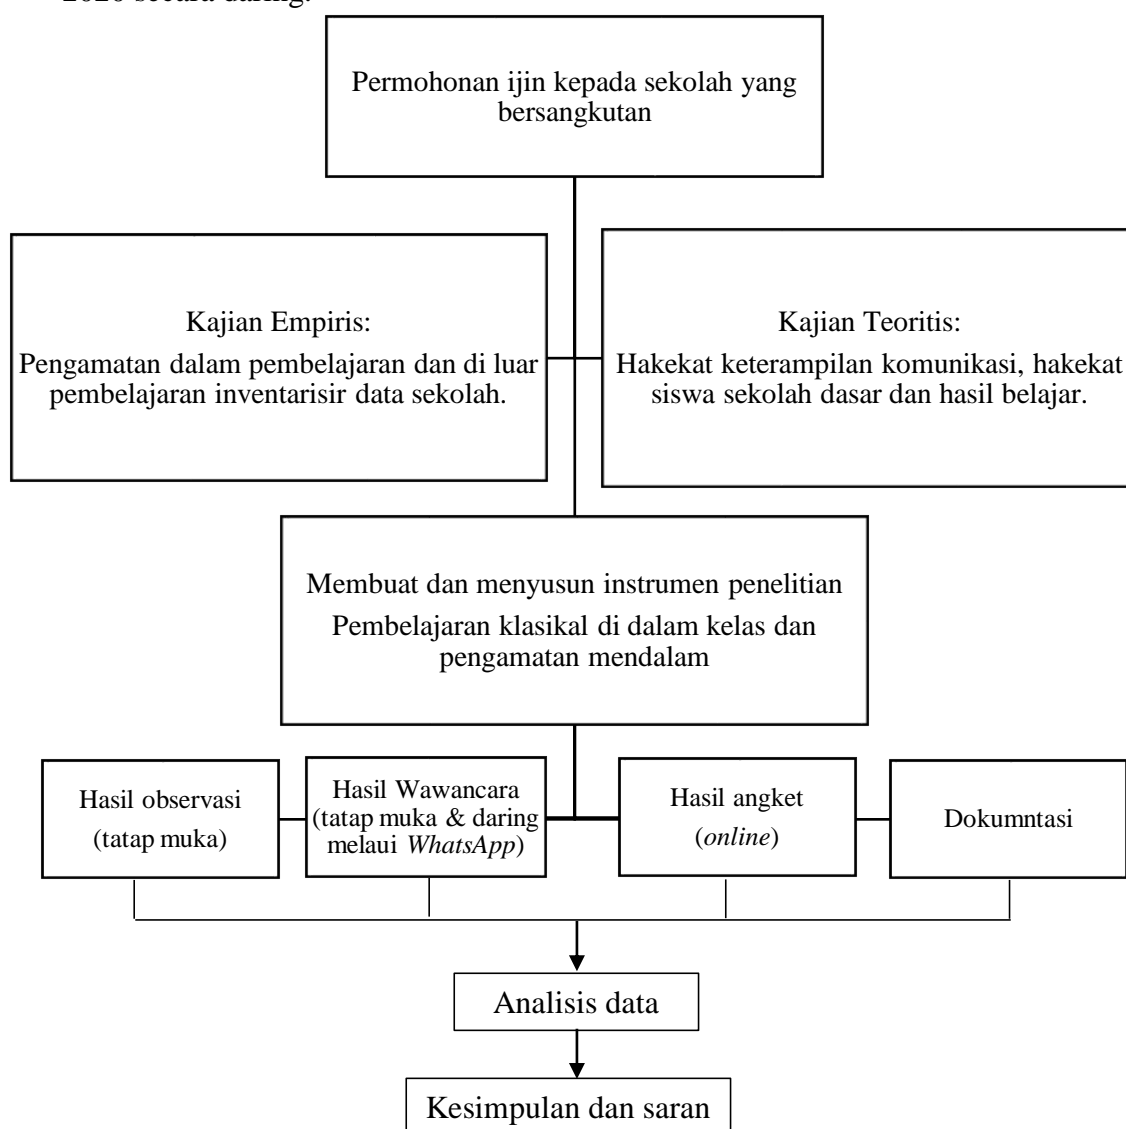 2020 secara daring.
Permohonan ijin kepada sekolah yang
bersangkutan
Kajian Empiris:
Pengamatan dalam pembelajaran dan di luar
pembelajaran inventarisir data sekolah.
Kajian Teoritis:
Hakekat keterampilan komunikasi, hakekat
siswa sekolah dasar dan hasil belajar.
Membuat dan menyusun instrumen penelitian
Pembelajaran klasikal di dalam kelas dan
pengamatan mendalam
Hasil observasi
(tatap muka)
Hasil Wawancara
(tatap muka & daring
melaui WhatsApp)
Hasil angket
(online)
Dokumntasi
Analisis data
Kesimpulan dan saran